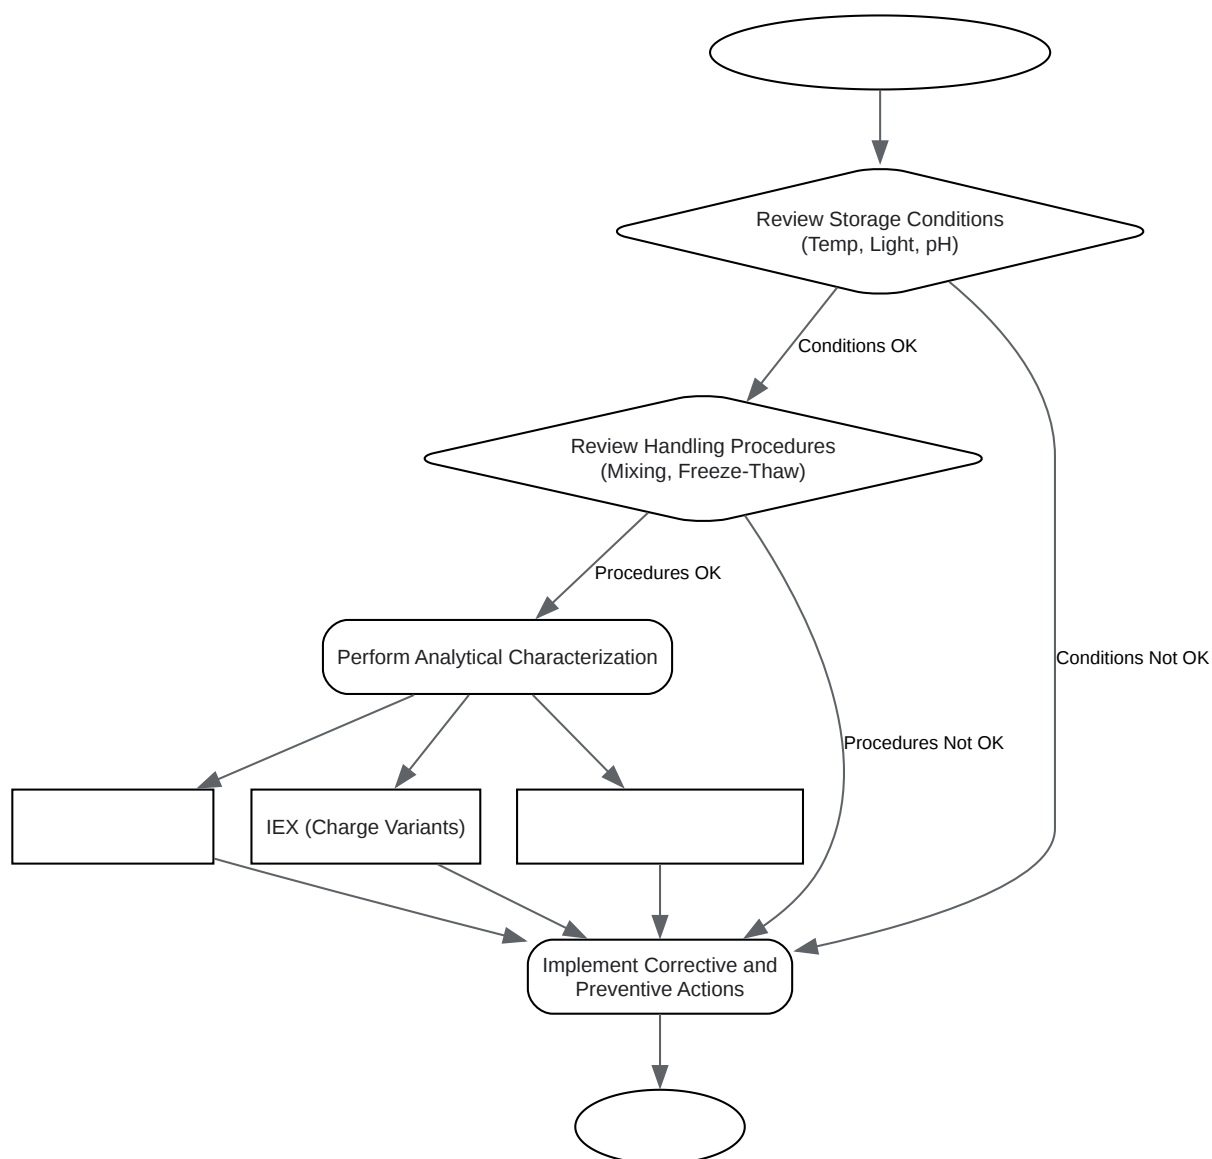 Review Storage Conditions
(Temp, Light, pH)
Conditions OK
Review Handling Procedures
(Mixing, Freeze-Thaw)
Procedures OK
Perform Analytical Characterization
Conditions Not OK
Procedures Not OK
IEX (Charge Variants)
Implement Corrective and
Preventive Actions